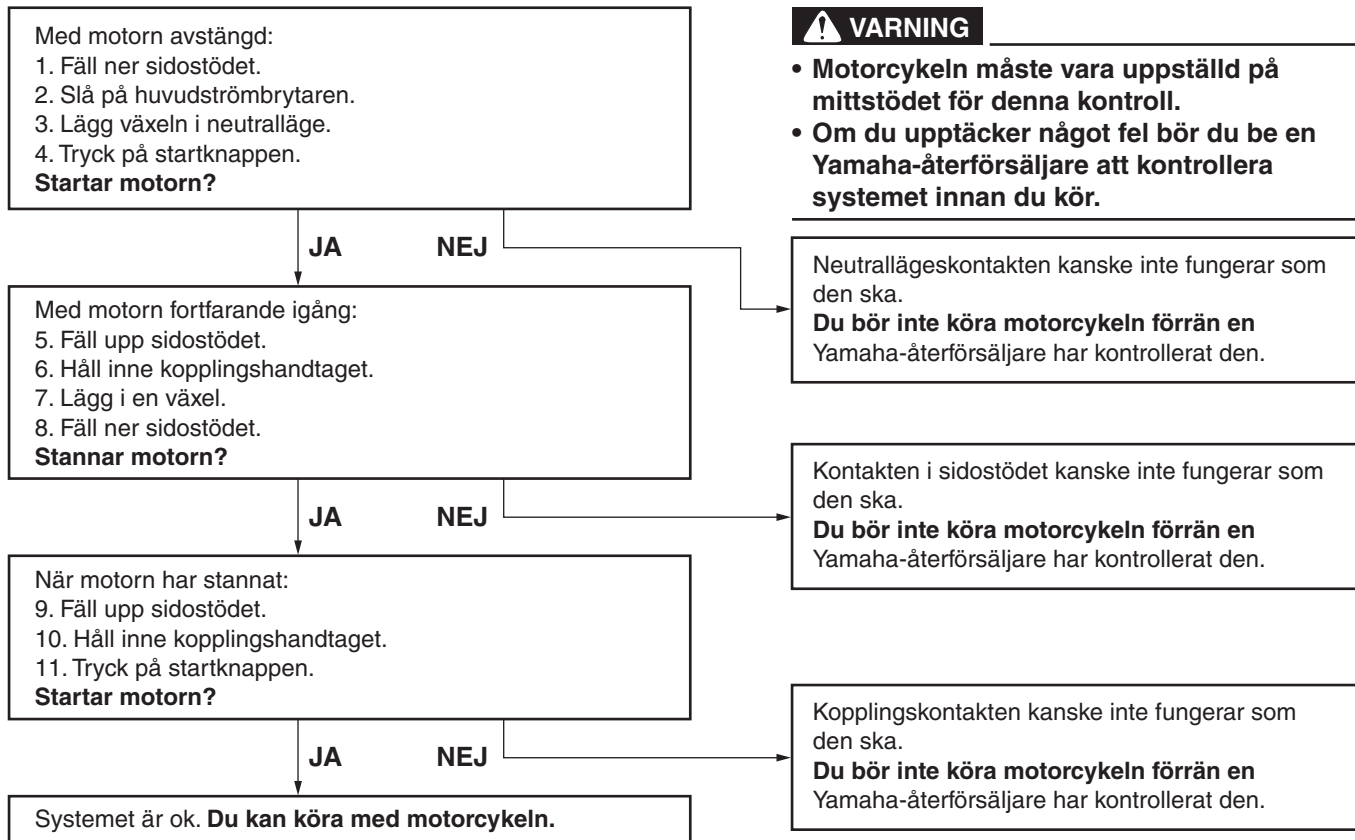 Med motorn avstängd:
1. Fäll ner sidostödet.
2. Slå på huvudströmbrytaren.
3. Lägg växeln i neutralläge.
4. Tryck på startknappen.
Startar motorn?
VARNING
• Motorcykeln måste vara uppställd på
mittstödet för denna kontroll.
• Om du upptäcker något fel bör du be en
Yamaha-återförsäljare att kontrollera
systemet innan du kör.
JA NEJ
Neutrallägeskontakten kanske inte fungerar som
den ska.
Du bör inte köra motorcykeln förrän en
Yamaha-återförsäljare har kontrollerat den.
Med motorn fortfarande igång:
5. Fäll upp sidostödet.
6. Håll inne kopplingshandtaget.
7. Lägg i en växel.
8. Fäll ner sidostödet.
Stannar motorn?
JA NEJ
Kontakten i sidostödet kanske inte fungerar som
den ska.
Du bör inte köra motorcykeln förrän en
Yamaha-återförsäljare har kontrollerat den.
När motorn har stannat:
9. Fäll upp sidostödet.
10. Håll inne kopplingshandtaget.
11. Tryck på startknappen.
Startar motorn?
JA NEJ
Kopplingskontakten kanske inte fungerar som
den ska.
Du bör inte köra motorcykeln förrän en
Yamaha-återförsäljare har kontrollerat den.
Systemet är ok. Du kan köra med motorcykeln.